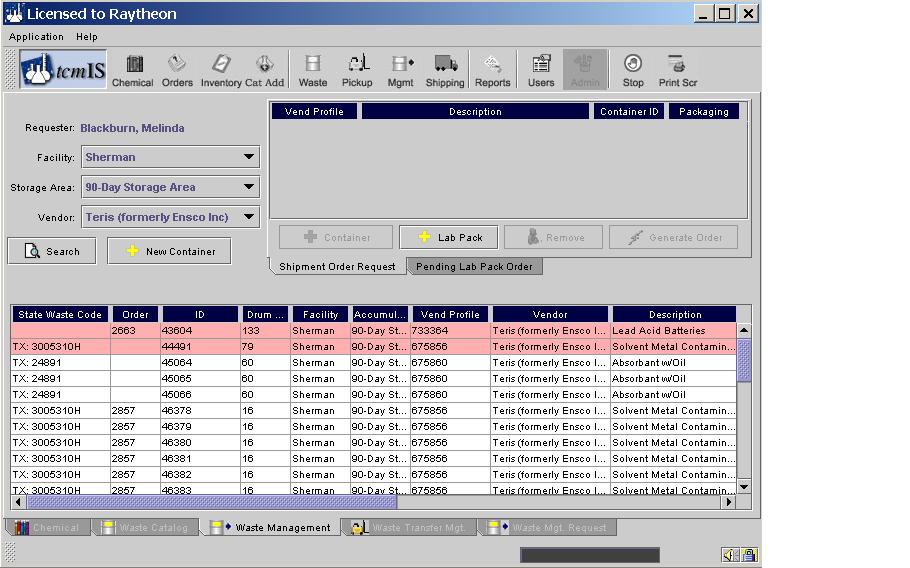 Licensed to Raytheon
Application Help
tcmIS Chemical Orders Inventory Cat Add Waste Pickup Mgmt Shipping Reports Users Admin Stop Print Scr
Requester: Blackburn, Melinda
Facility: Sherman
Storage Area: 90-Day Storage Area
Vendor: Teris (formerly Ensco Inc)
Search New Container
Vend Profile Description Container ID Packaging
Container Lab Pack Remove Generate Order
Shipment Order Request Pending Lab Pack Order
State Waste Code Order ID Drum ... Facility Accumul... Vend Profile Vendor Description
2663 43604 133 Sherman 90-Day St... 733364 Teris (formerly Ensco I... Lead Acid Batteries
TX: 3005310H 44491 79 Sherman 90-Day St... 675856 Teris (formerly Ensco I... Solvent Metal Contamin...
TX: 24891 45064 60 Sherman 90-Day St... 675860 Teris (formerly Ensco I... Absorbant w/Oil
TX: 24891 45065 60 Sherman 90-Day St... 675860 Teris (formerly Ensco I... Absorbant w/Oil
TX: 24891 45066 60 Sherman 90-Day St... 675860 Teris (formerly Ensco I... Absorbant w/Oil
TX: 3005310H 2857 46378 16 Sherman 90-Day St... 675856 Teris (formerly Ensco I... Solvent Metal Contamin...
TX: 3005310H 2857 46379 16 Sherman 90-Day St... 675856 Teris (formerly Ensco I... Solvent Metal Contamin...
TX: 3005310H 2857 46380 16 Sherman 90-Day St... 675856 Teris (formerly Ensco I... Solvent Metal Contamin...
TX: 3005310H 2857 46381 16 Sherman 90-Day St... 675856 Teris (formerly Ensco I... Solvent Metal Contamin...
TX: 3005310H 2857 46382 16 Sherman 90-Day St... 675856 Teris (formerly Ensco I... Solvent Metal Contamin...
TX: 3005310H 2857 46383 16 Sherman 90-Day St... 675856 Teris (formerly Ensco I... Solvent Metal Contamin...
Chemical Waste Catalog Waste Management Waste Transfer Mgt. Waste Mgt. Request